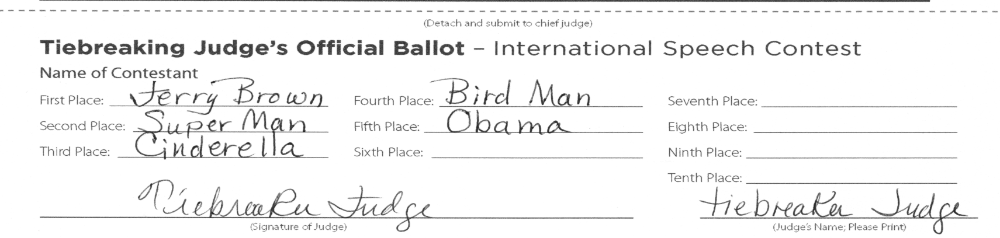 (Detach and submit to chief judge)
Tiebreaking Judge's Official Ballot – International Speech Contest
Name of Contestant
First Place: Jerry Brown Fourth Place: Bird Man Seventh Place:
Second Place: Super Man Fifth Place: Obama Eighth Place:
Third Place: Cinderella Sixth Place: Ninth Place:
Tenth Place:
Tiebreaker Judge tiebreaker Judge
(Signature of Judge) (Judge's Name; Please Print)